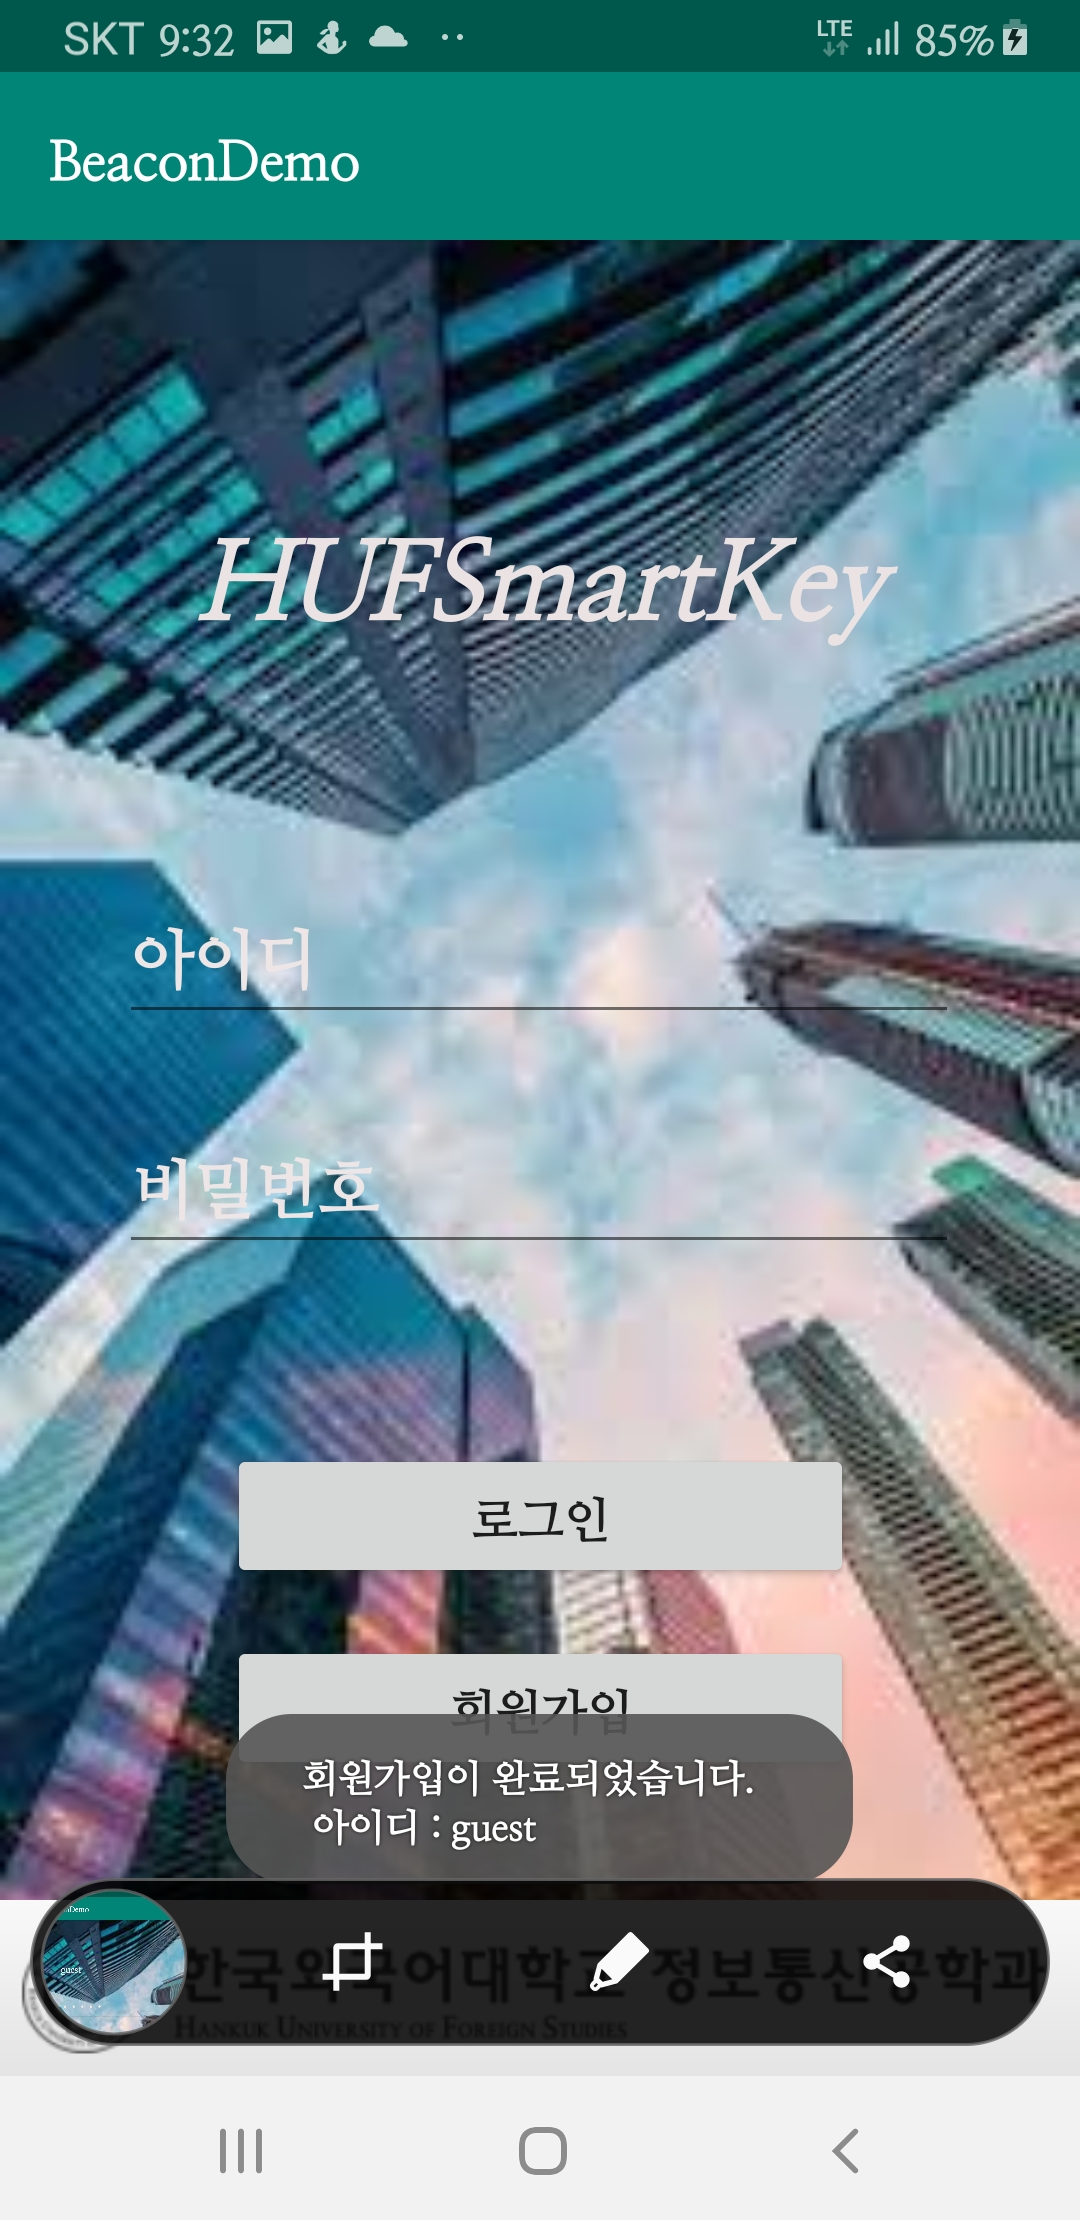 SKT 9:32 LTE 85%
BeaconDemo
HUFSmartKey
아이디
비밀번호
로그인
회원가입
회원가입이 완료되었습니다.
아이디 : guest
guest
한국외국어대학교 정보통신공학과
HANKUK UNIVERSITY OF FOREIGN STUDIES